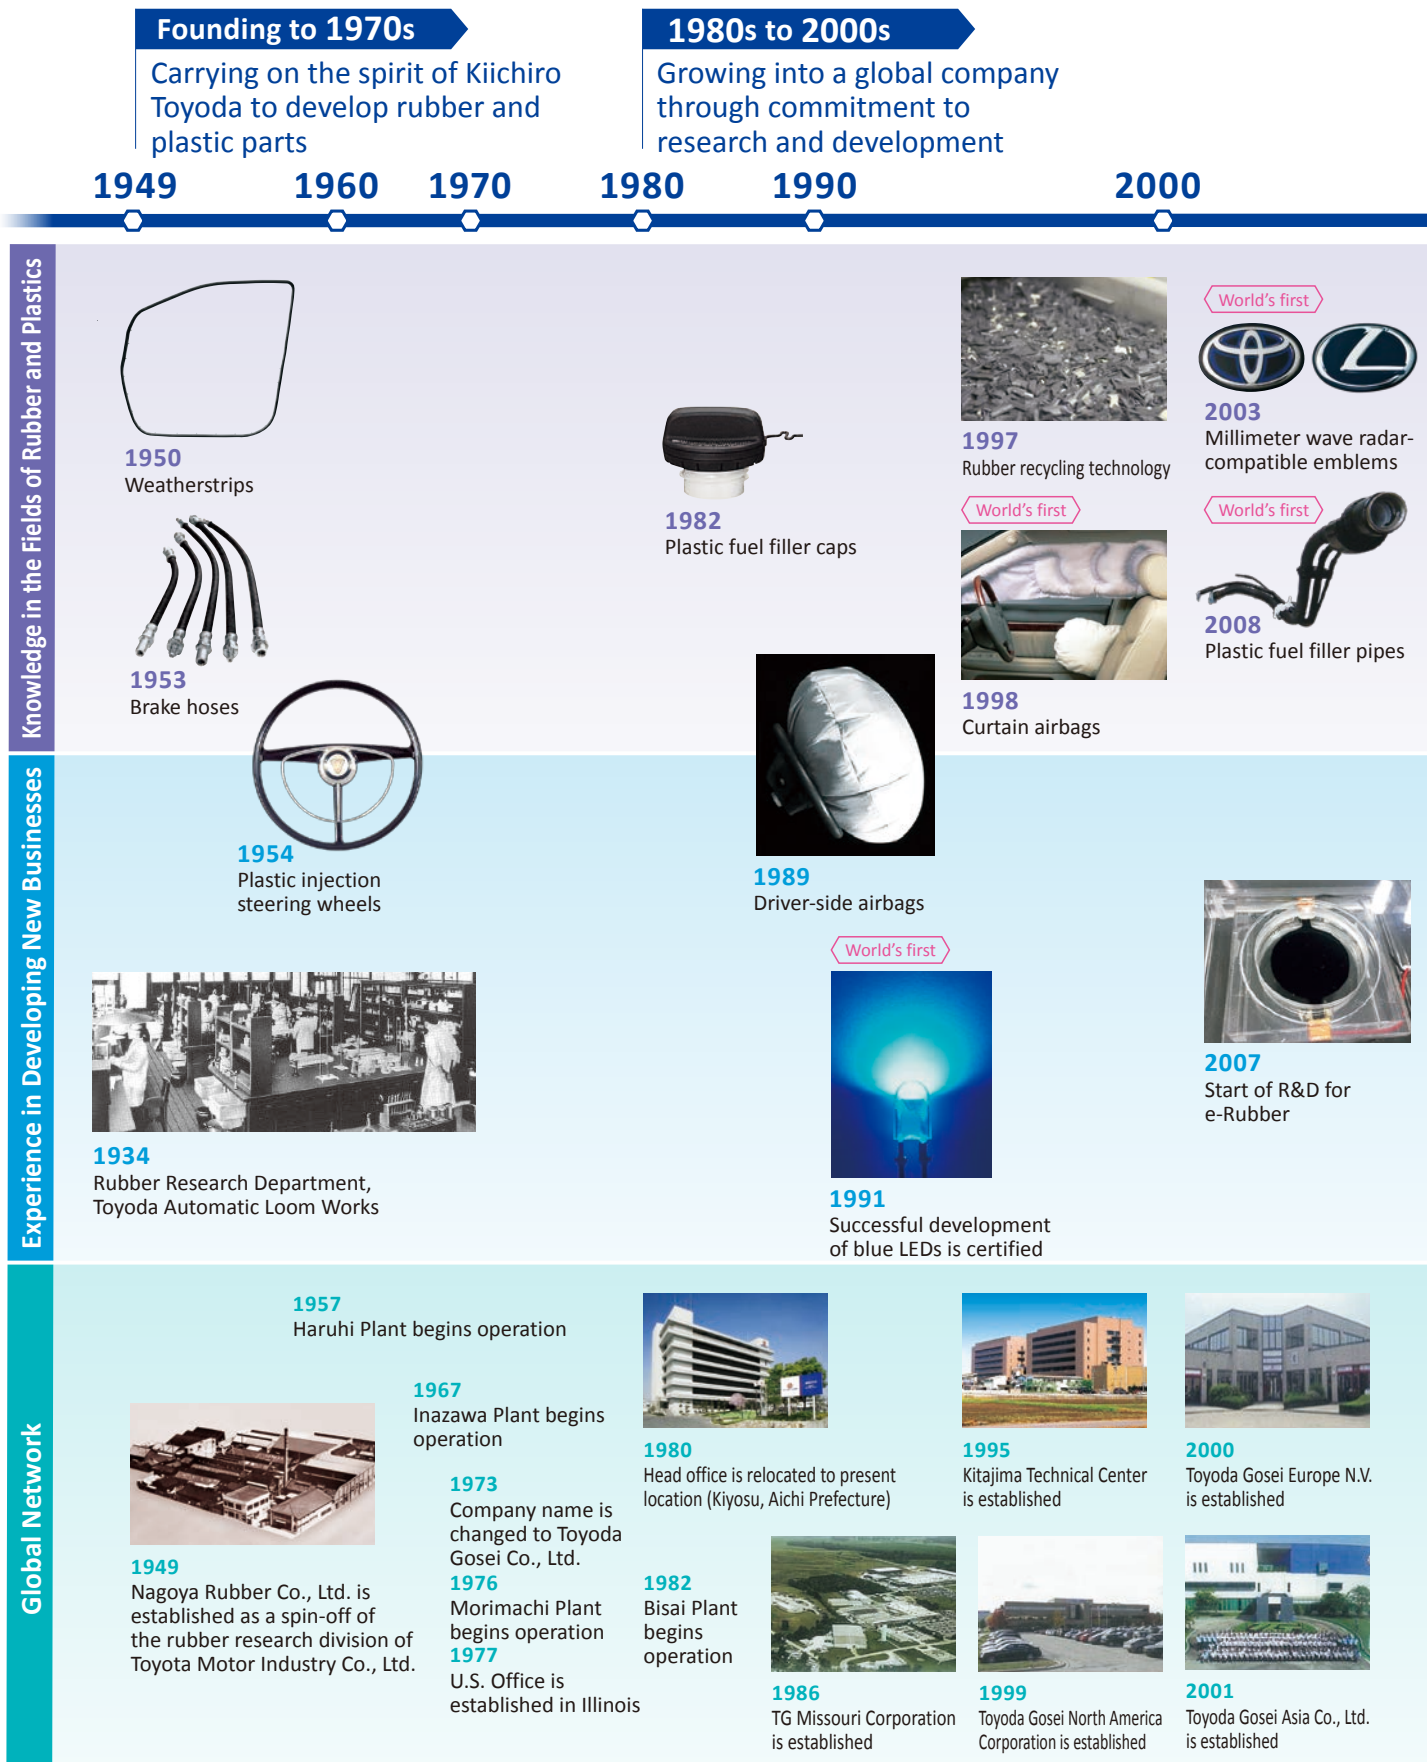 Founding to 1970s
Carrying on the spirit of Kiichiro
Toyoda to develop rubber and
plastic parts
1980s to 2000s
Growing into a global company
through commitment to
research and development
1949
1960
1970
1980
1990
2000
Knowledge in the Fields of Rubber and Plastics
1950
Weatherstrips
1953
Brake hoses
1982
Plastic fuel filler caps
1997
Rubber recycling technology
World's first
1998
Curtain airbags
World's first
2003
Millimeter wave radar-
compatible emblems
World's first
2008
Plastic fuel filler pipes
Experience in Developing New Businesses
1954
Plastic injection
steering wheels
1934
Rubber Research Department,
Toyoda Automatic Loom Works
1989
Driver-side airbags
World's first
1991
Successful development
of blue LEDs is certified
2007
Start of R&D for
e-Rubber
Global Network
1957
Haruhi Plant begins operation
1949
Nagoya Rubber Co., Ltd. is
established as a spin-off of
the rubber research division of
Toyota Motor Industry Co., Ltd.
1967
Inazawa Plant begins
operation
1973
Company name is
changed to Toyoda
Gosei Co., Ltd.
1976
Morimachi Plant
begins operation
1977
U.S. Office is
established in Illinois
1980
Head office is relocated to present
location (Kiyosu, Aichi Prefecture)
1982
Bisai Plant
begins
operation
1986
TG Missouri Corporation
is established
1995
Kitajima Technical Center
is established
1999
Toyoda Gosei North America
Corporation is established
2000
Toyoda Gosei Europe N.V.
is established
2001
Toyoda Gosei Asia Co., Ltd.
is established